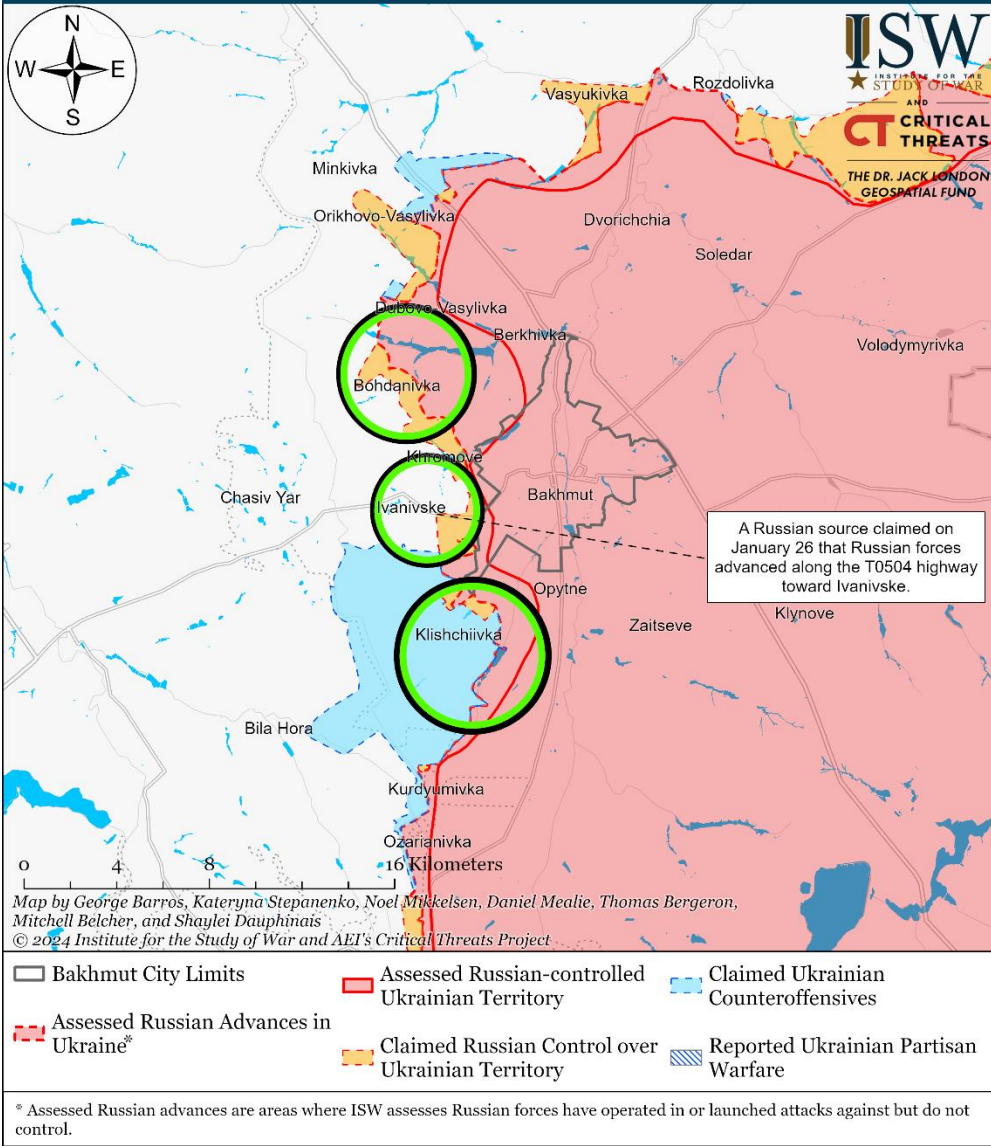 N
W
E
S
ISW
INSTITUTE FOR THE
STUDY OF WAR
AND
CT CRITICAL
THREATS
THE DR. JACK LONDON
GEOSPATIAL FUND
Vasyukivka
Rozdolivka
Minkivka
Orikhovo-Vasylivka
Dvorichchia
Soledar
Dubovo-Vasylivka
Berkhivka
Volodymyrivka
Bohdanivka
Khromove
Chasiv Yar
Ivanivske
Bakhmut
A Russian source claimed on
January 26 that Russian forces
advanced along the T0504 highway
toward Ivanivske.
Opytne
Klishchiivka
Zaitseve
Klynove
Bila Hora
Kurdyumivka
Ozarianivka
0 4 8 16 Kilometers
Map by George Barros, Kateryna Stepanenko, Noel Mikkelsen, Daniel Mealie, Thomas Bergeron,
Mitchell Belcher, and Shaylei Dauphinais
© 2024 Institute for the Study of War and AEI's Critical Threats Project
Bakhmut City Limits
Assessed Russian Advances in
Ukraine*
Assessed Russian-controlled
Ukrainian Territory
Claimed Russian Control over
Ukrainian Territory
Claimed Ukrainian
Counteroffensives
Reported Ukrainian Partisan
Warfare
* Assessed Russian advances are areas where ISW assesses Russian forces have operated in or launched attacks against but do not
control.